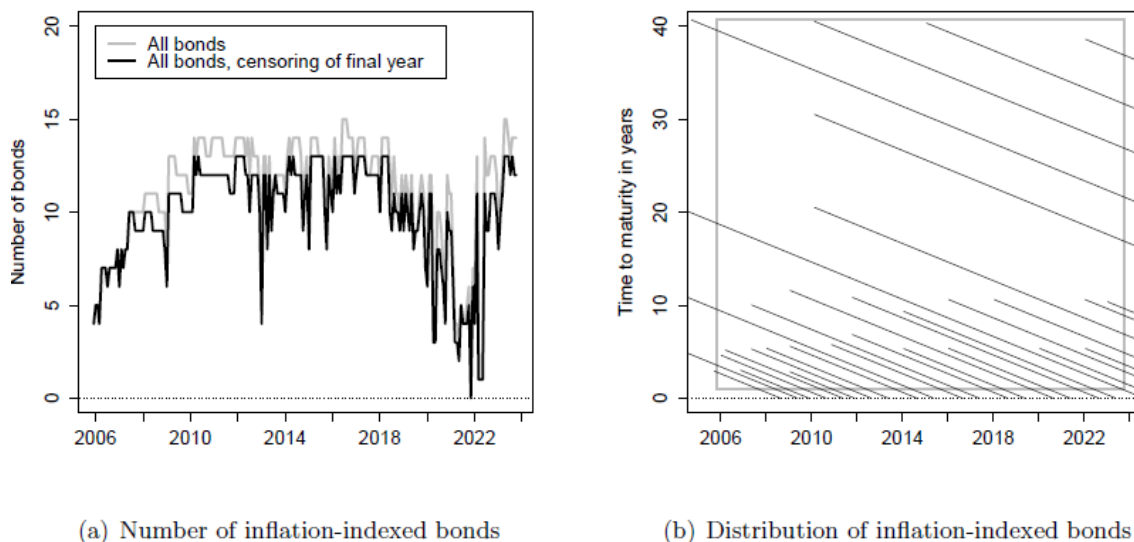 All bonds
All bonds, censoring of final year
Number of bonds
20
15
10
5
0
2006 2010 2014 2018 2022
Time to maturity in years
40
30
20
10
0
2006 2010 2014 2018 2022
(a) Number of inflation-indexed bonds
(b) Distribution of inflation-indexed bonds